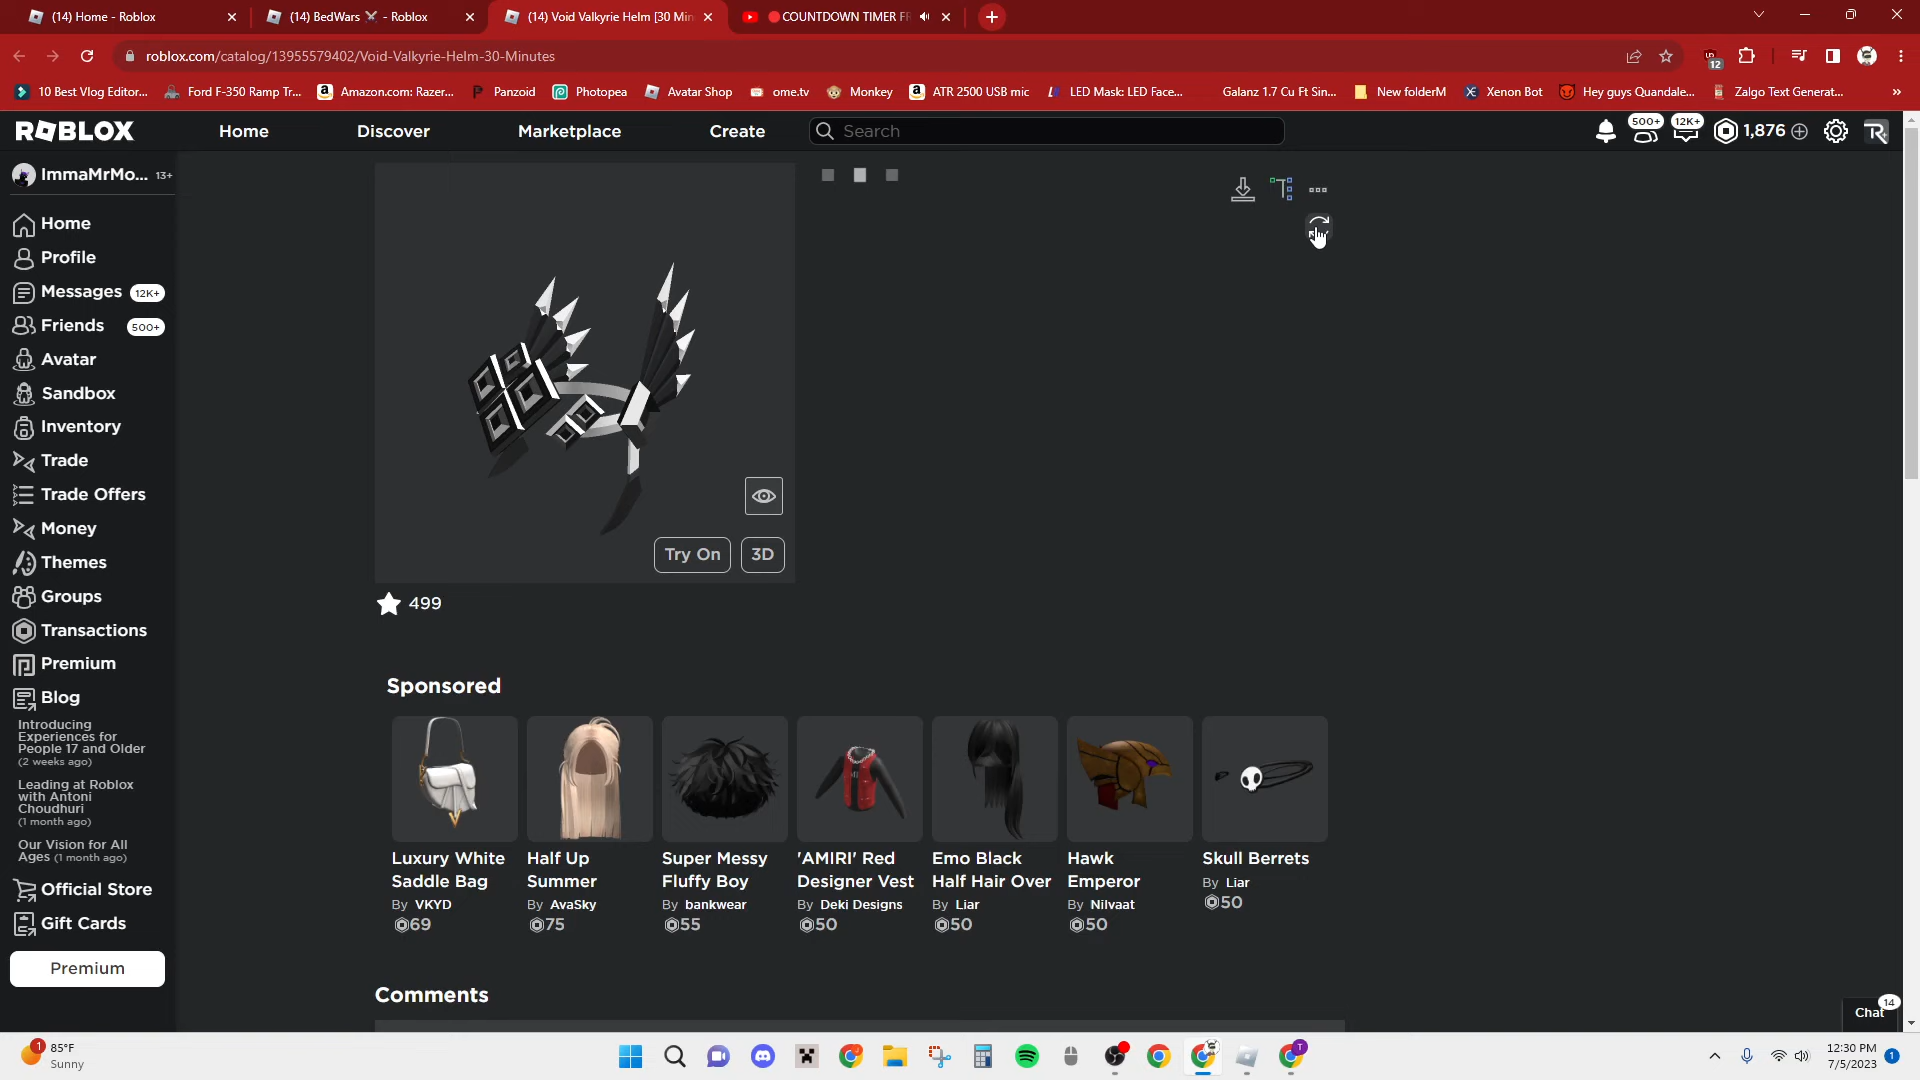 (14) Home - Roblox
(14) BedWars ⚔ - Roblox
(14) Void Valkyrie Helm [30 Min
🔴COUNTDOWN TIMER FR
roblox.com/catalog/13955579402/Void-Valkyrie-Helm-30-Minutes
12
10 Best Vlog Editor...
Ford F-350 Ramp Tr...
Amazon.com: Razer...
Panzoid
Photopea
Avatar Shop
ome.tv
Monkey
ATR 2500 USB mic
LED Mask: LED Face...
Galanz 1.7 Cu Ft Sin...
New folderM
Xenon Bot
Hey guys Quandale...
Zalgo Text Generat...
»
ROBLOX
Home
Discover
Marketplace
Create
Search
500+
12K+
1,876
ImmaMrMo... 13+
Home
Profile
Messages 12K+
Friends 500+
Avatar
Sandbox
Inventory
Trade
Trade Offers
Money
Themes
Groups
Transactions
Premium
Blog
Introducing
Experiences for
People 17 and Older
(2 weeks ago)
Leading at Roblox
with Antoni
Choudhuri
(1 month ago)
Our Vision for All
Ages (1 month ago)
Official Store
Gift Cards
Premium
Try On
3D
499
Sponsored
Luxury White
Saddle Bag
By VKYD
69
Half Up
Summer
By AvaSky
75
Super Messy
Fluffy Boy
By bankwear
55
'AMIRI' Red
Designer Vest
By Deki Designs
50
Emo Black
Half Hair Over
By Liar
50
Hawk
Emperor
By Nilvaat
50
Skull Berrets
By Liar
50
Comments
Chat
14
1
85°F
Sunny
T
12:30 PM
7/5/2023
1